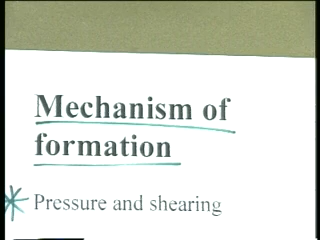 Mechanism of
formation
Pressure and shearing